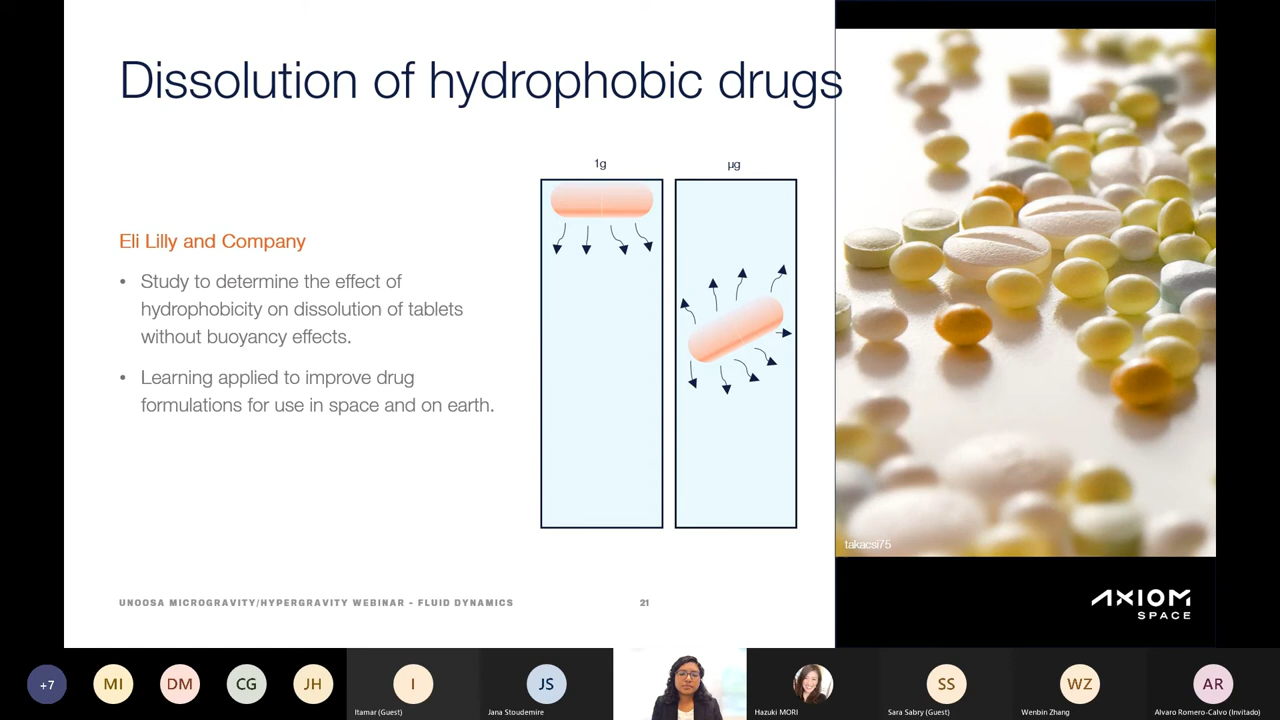 Dissolution of hydrophobic drugs
1g
µg
Eli Lilly and Company
• Study to determine the effect of
hydrophobicity on dissolution of tablets
without buoyancy effects.
• Learning applied to improve drug
formulations for use in space and on earth.
takacsi75
UNOOSA MICROGRAVITY/HYPERGRAVITY WEBINAR - FLUID DYNAMICS
21
AXIOM
SPACE
+7
MI
DM
CG
JH
I
JS
SS
WZ
AR
Itamar (Guest)
Jana Stoudemire
Hazuki MORI
Sara Sabry (Guest)
Wenbin Zhang
Alvaro Romero-Calvo (Invitado)